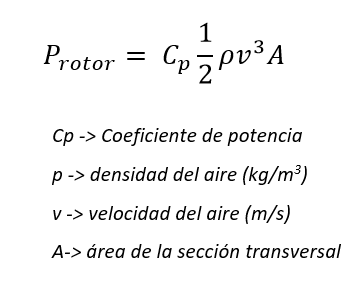 P_rotor = C_p 1/2 ρv³A
Cp -> Coeficiente de potencia
p -> densidad del aire (kg/m³)
v -> velocidad del aire (m/s)
A-> área de la sección transversal